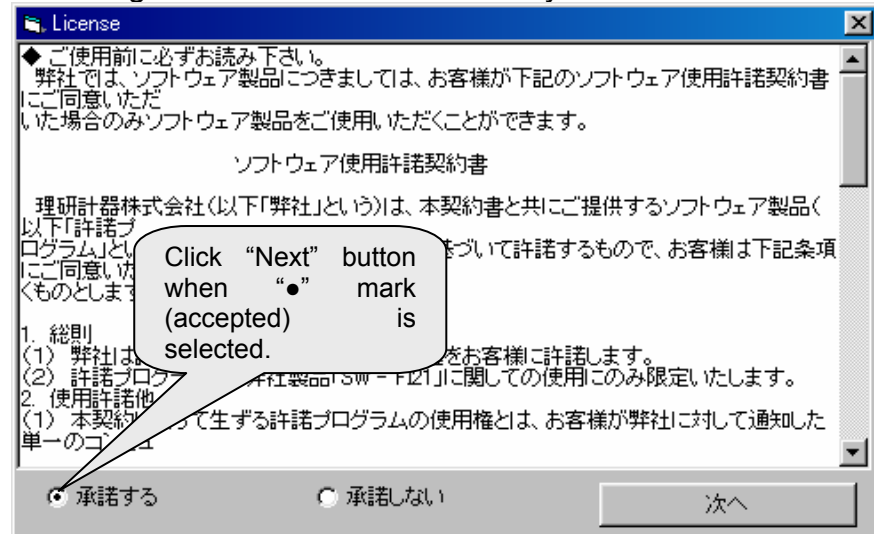 License
◆ ご使用前に必ずお読み下さい。
弊社では、ソフトウェア製品につきましては、お客様が下記のソフトウェア使用許諾契約書
にご同意いただ
いた場合のみソフトウェア製品をご使用いただくことができます。
ソフトウェア使用許諾契約書
理研計器株式会社(以下「弊社」という)は、本契約書と共にご提供するソフトウェア製品(
以下「許諾プ
ログラム」とい
づいて許諾するもので、お客様は下記条項
にご同意いた
くものとします
Click “Next” button
when “●” mark
(accepted) is
selected.
1. 総則
(1) 弊社は
をお客様に許諾します。
(2) 許諾プログ
弊社製品「SW-FI21」に関しての使用にのみ限定いたします。
2. 使用許諾他
(1) 本契約
って生ずる許諾プログラムの使用権とは、お客様が弊社に対して通知した
単一のコ
承諾する
承諾しない
次へ